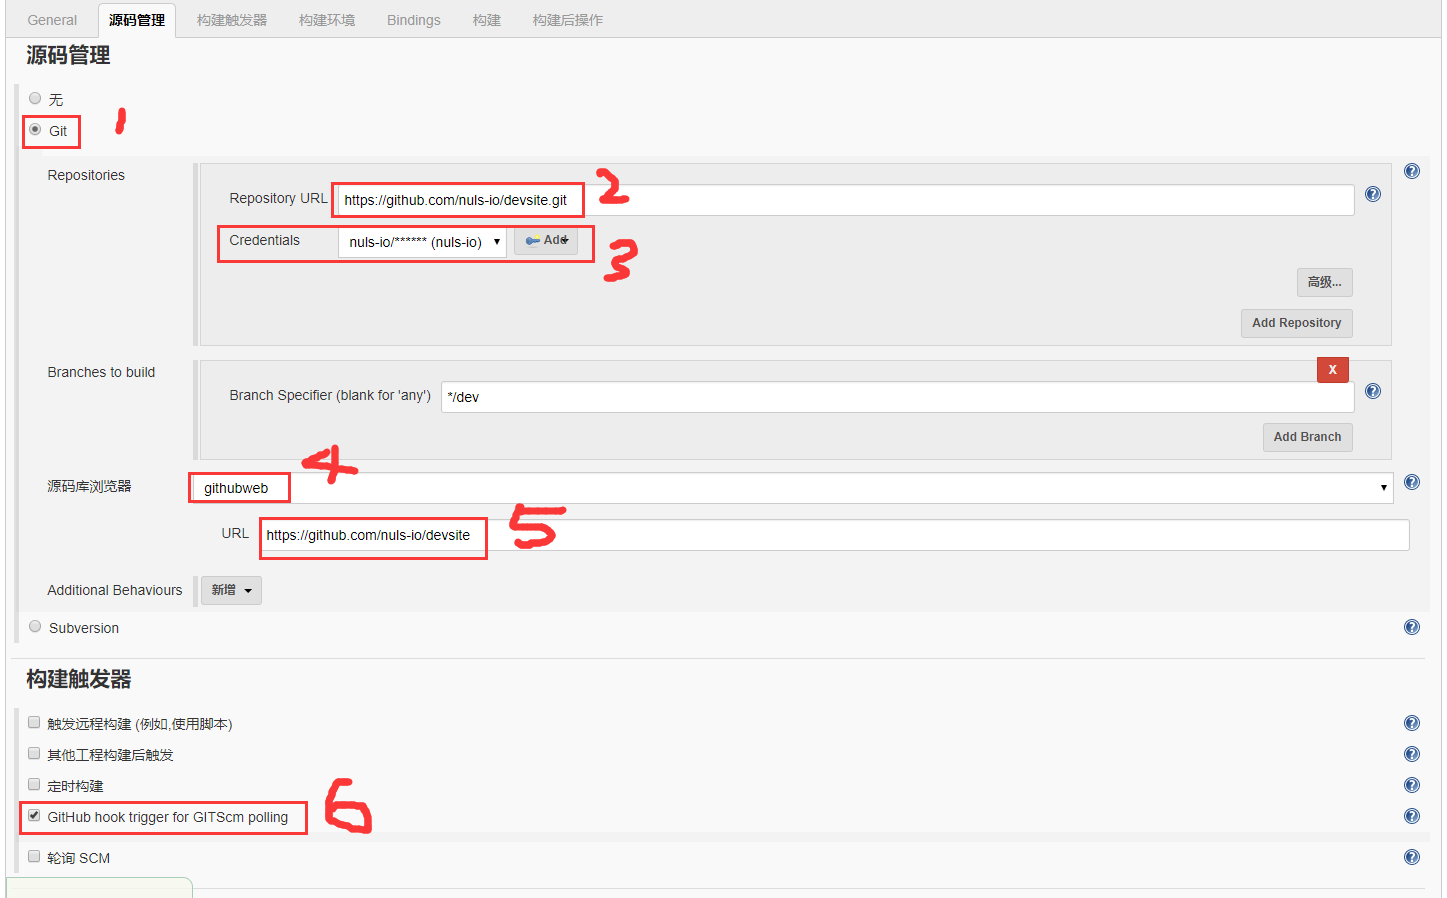 General 源码管理 构建触发器 构建环境 Bindings 构建 构建后操作
源码管理
无
Git 1
Repositories
Repository URL https://github.com/nuls-io/devsite.git 2
Credentials nuls-io/****** (nuls-io) Add 3
高级...
Add Repository
Branches to build
X
Branch Specifier (blank for 'any') */dev
Add Branch
4
源码库浏览器 githubweb
URL https://github.com/nuls-io/devsite 5
Additional Behaviours 新增
Subversion
构建触发器
触发远程构建 (例如,使用脚本)
其他工程构建后触发
定时构建
GitHub hook trigger for GITScm polling 6
轮询 SCM